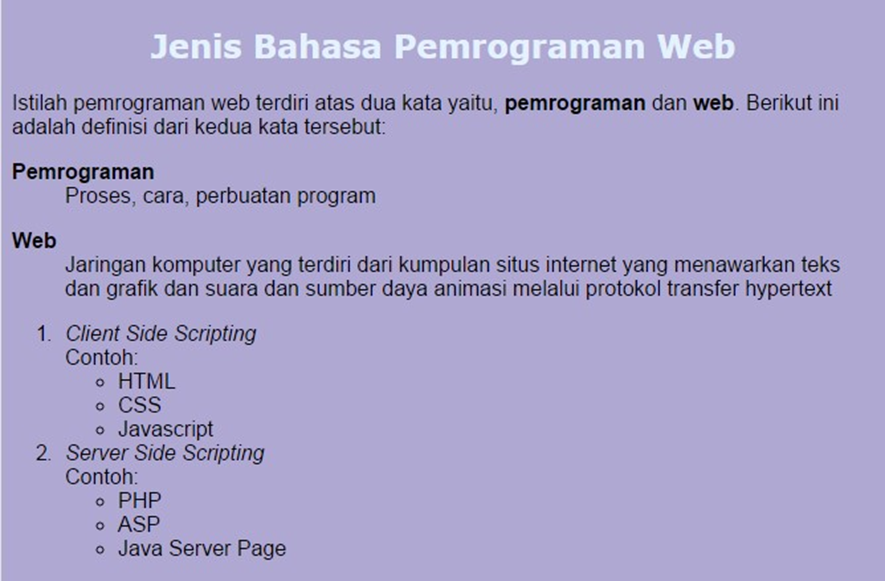 Jenis Bahasa Pemrograman Web
Istilah pemrograman web terdiri atas dua kata yaitu, pemrograman dan web. Berikut ini
adalah definisi dari kedua kata tersebut:
Pemrograman
Proses, cara, perbuatan program
Web
Jaringan komputer yang terdiri dari kumpulan situs internet yang menawarkan teks
dan grafik dan suara dan sumber daya animasi melalui protokol transfer hypertext
1. Client Side Scripting
Contoh:
HTML
CSS
Javascript
2. Server Side Scripting
Contoh:
PHP
ASP
Java Server Page